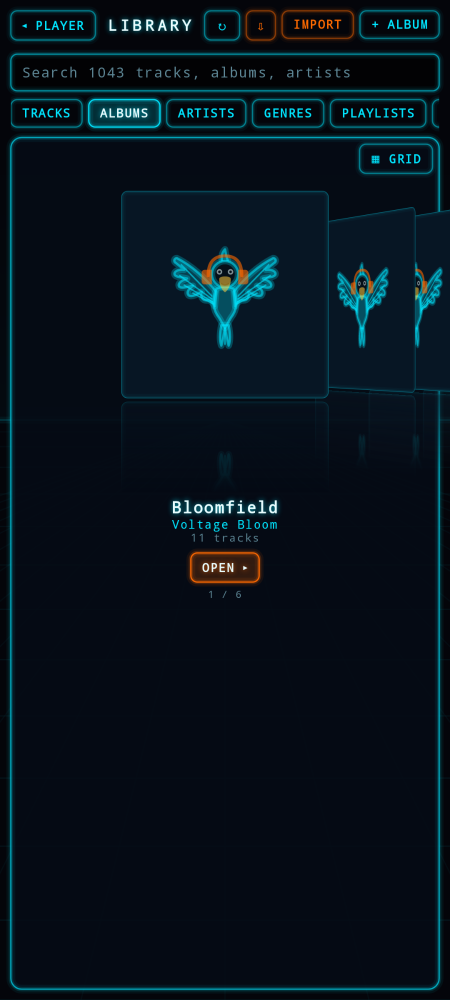 ◂ PLAYER LIBRARY ↻ ⇩ IMPORT + ALBUM
Search 1043 tracks, albums, artists
TRACKS ALBUMS ARTISTS GENRES PLAYLISTS
▦ GRID
Bloomfield
Voltage Bloom
11 tracks
OPEN ▸
1 / 6